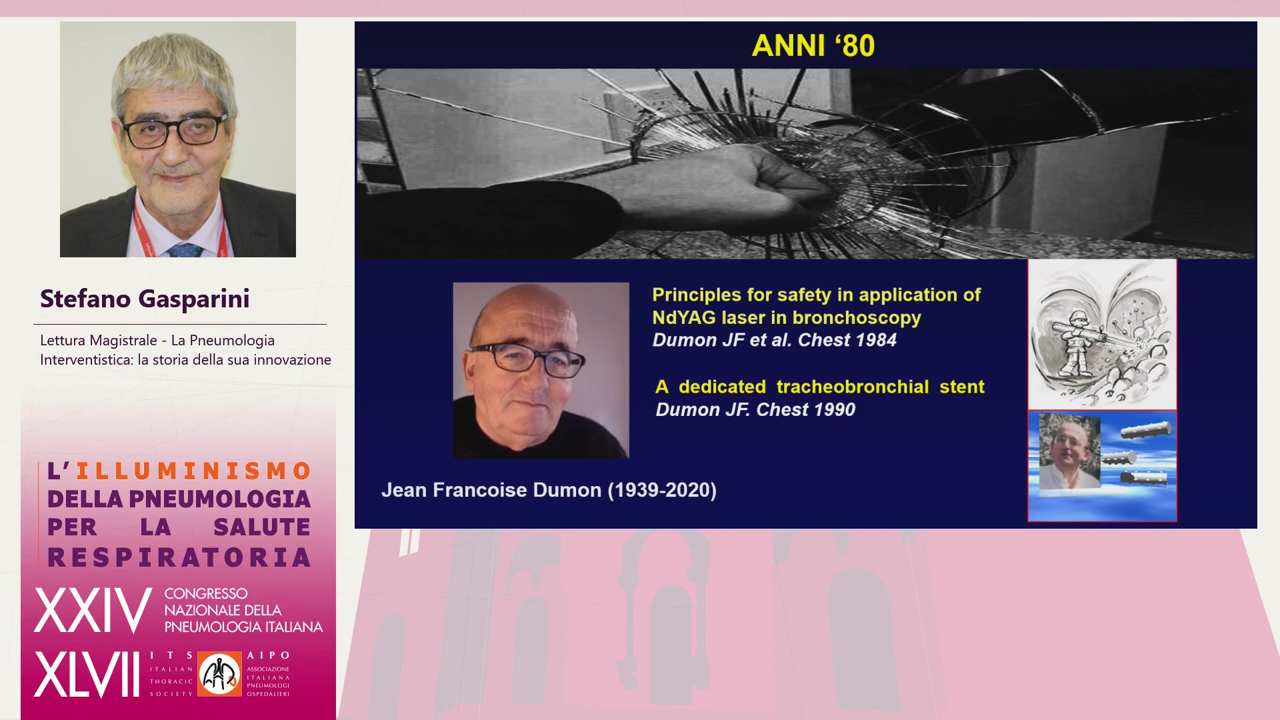 Stefano Gasparini
Lettura Magistrale - La Pneumologia
Interventistica: la storia della sua innovazione
L'ILLUMINISMO
DELLA PNEUMOLOGIA
PER LA SALUTE
RESPIRATORIA
XXIV
CONGRESSO
NAZIONALE DELLA
PNEUMOLOGIA ITALIANA
XLVII
ITS
ITALIAN
THORACIC
SOCIETY
AIPO
ASSOCIAZIONE
ITALIANA
PNEUMOLOGI
OSPEDALIERI
ANNI ‘80
Principles for safety in application of
NdYAG laser in bronchoscopy
Dumon JF et al. Chest 1984
A dedicated tracheobronchial stent
Dumon JF. Chest 1990
Jean Francoise Dumon (1939-2020)